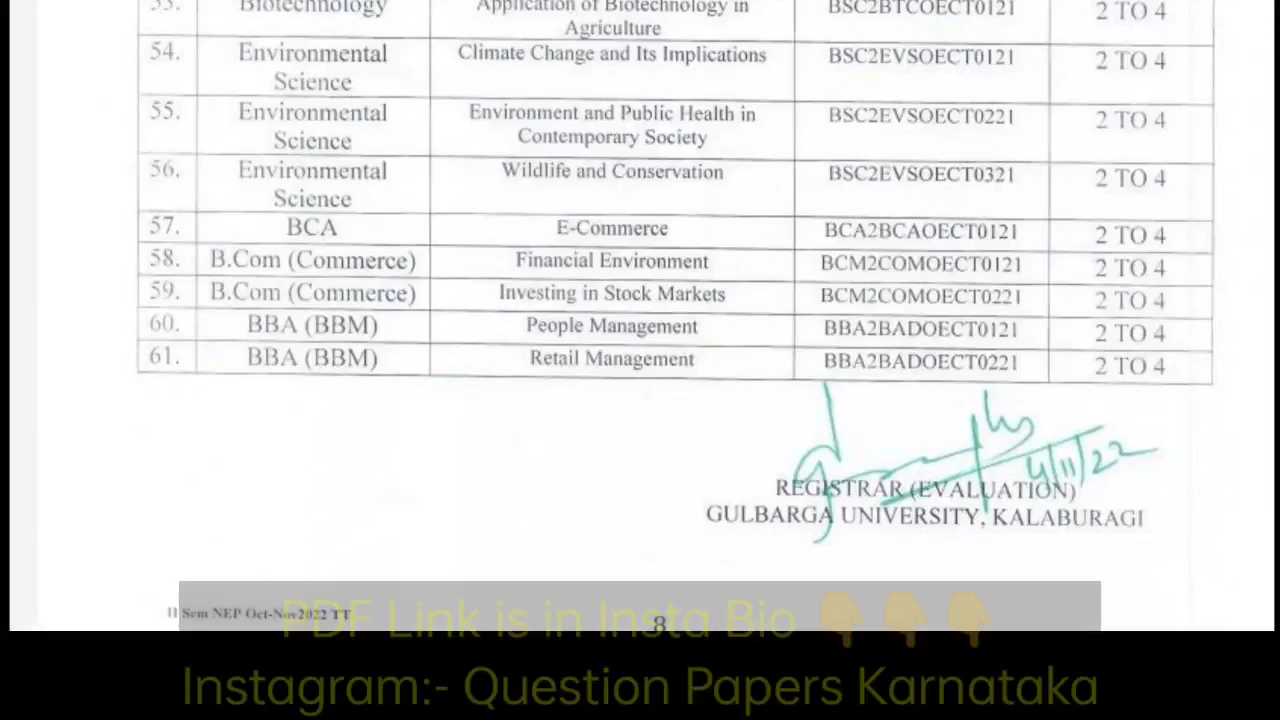 53. Biotechnology Application of Biotechnology in Agriculture BSC2BTCOECT0121 2 TO 4
54. Environmental Science Climate Change and Its Implications BSC2EVSOECT0121 2 TO 4
55. Environmental Science Environment and Public Health in Contemporary Society BSC2EVSOECT0221 2 TO 4
56. Environmental Science Wildlife and Conservation BSC2EVSOECT0321 2 TO 4
57. BCA E-Commerce BCA2BCAOECT0121 2 TO 4
58. B.Com (Commerce) Financial Environment BCM2COMOECT0121 2 TO 4
59. B.Com (Commerce) Investing in Stock Markets BCM2COMOECT0221 2 TO 4
60. BBA (BBM) People Management BBA2BADOECT0121 2 TO 4
61. BBA (BBM) Retail Management BBA2BADOECT0221 2 TO 4
4/11/22
REGISTRAR (EVALUATION)
GULBARGA UNIVERSITY, KALABURAGI
II Sem NEP Oct-Nov2022 TT
8
PDF Link is in Insta Bio 👇👇👇
Instagram:- Question Papers Karnataka